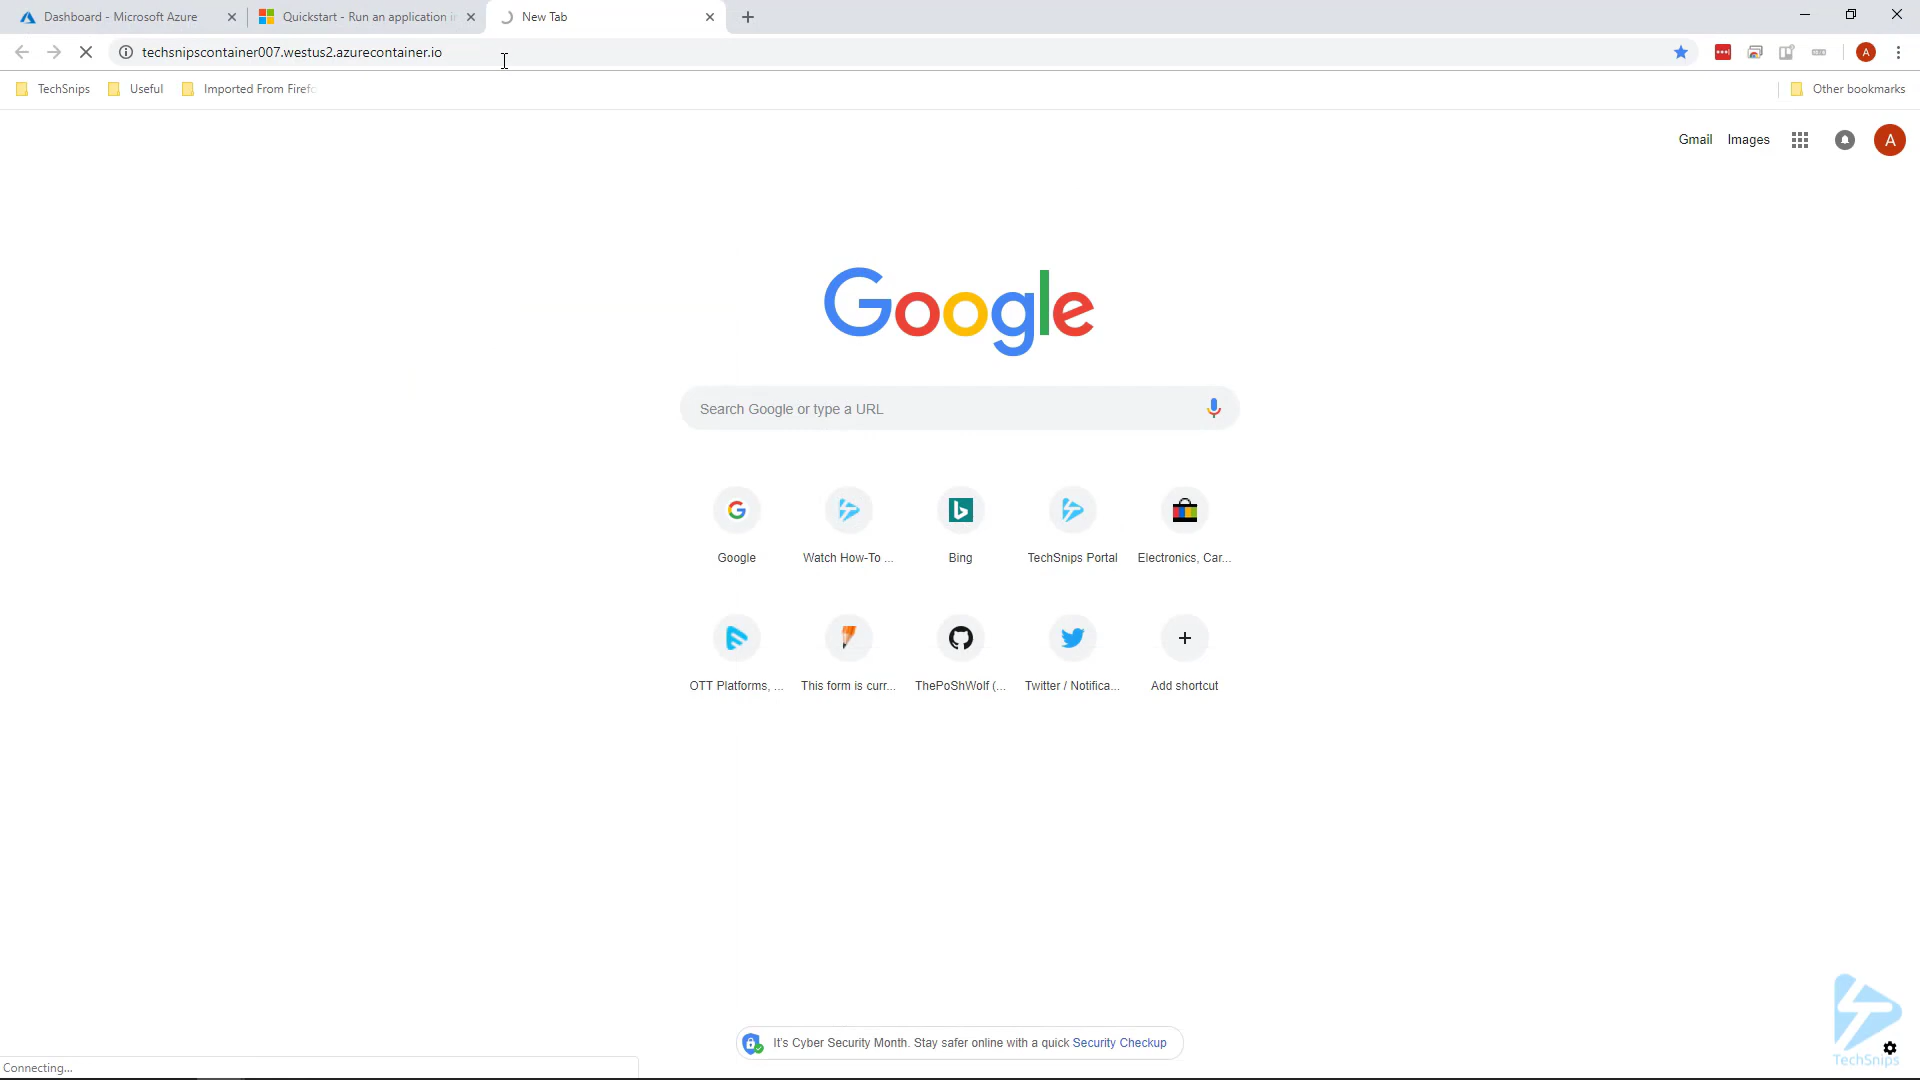 Dashboard - Microsoft Azure
Quickstart - Run an application in
New Tab
techsnipscontainer007.westus2.azurecontainer.io
A
TechSnips
Useful
Imported From Firefo
Other bookmarks
Gmail
Images
A
Google
Search Google or type a URL
Google
Watch How-To ...
Bing
TechSnips Portal
Electronics, Car...
OTT Platforms, ...
This form is curr...
ThePoShWolf (...
Twitter / Notifica...
Add shortcut
It's Cyber Security Month. Stay safer online with a quick Security Checkup
TechSnips
Connecting...